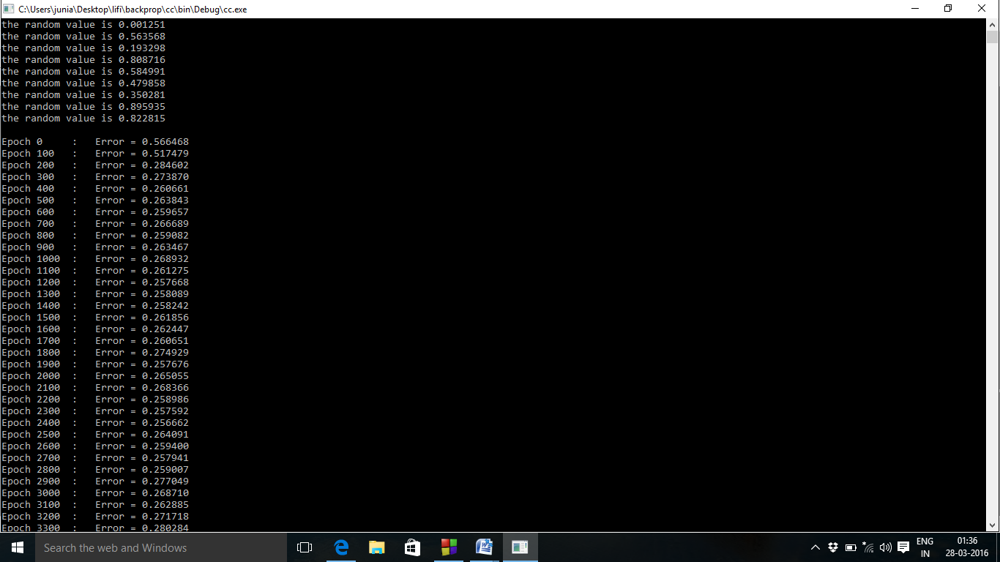 C:\Users\junia\Desktop\lifi\backprop\cc\bin\Debug\cc.exe
the random value is 0.001251
the random value is 0.563568
the random value is 0.193298
the random value is 0.808716
the random value is 0.584991
the random value is 0.479858
the random value is 0.350281
the random value is 0.895935
the random value is 0.822815
Epoch 0 : Error = 0.566468
Epoch 100 : Error = 0.517479
Epoch 200 : Error = 0.284602
Epoch 300 : Error = 0.273870
Epoch 400 : Error = 0.260661
Epoch 500 : Error = 0.263843
Epoch 600 : Error = 0.259657
Epoch 700 : Error = 0.266689
Epoch 800 : Error = 0.259082
Epoch 900 : Error = 0.263467
Epoch 1000 : Error = 0.268932
Epoch 1100 : Error = 0.261275
Epoch 1200 : Error = 0.257668
Epoch 1300 : Error = 0.258089
Epoch 1400 : Error = 0.258242
Epoch 1500 : Error = 0.261856
Epoch 1600 : Error = 0.262447
Epoch 1700 : Error = 0.260651
Epoch 1800 : Error = 0.274929
Epoch 1900 : Error = 0.257676
Epoch 2000 : Error = 0.265055
Epoch 2100 : Error = 0.268366
Epoch 2200 : Error = 0.258986
Epoch 2300 : Error = 0.257592
Epoch 2400 : Error = 0.256662
Epoch 2500 : Error = 0.264091
Epoch 2600 : Error = 0.259400
Epoch 2700 : Error = 0.257941
Epoch 2800 : Error = 0.259007
Epoch 2900 : Error = 0.277049
Epoch 3000 : Error = 0.268710
Epoch 3100 : Error = 0.262885
Epoch 3200 : Error = 0.271718
Epoch 3300 : Error = 0.280284
Search the web and Windows
ENG
IN
01:36
28-03-2016